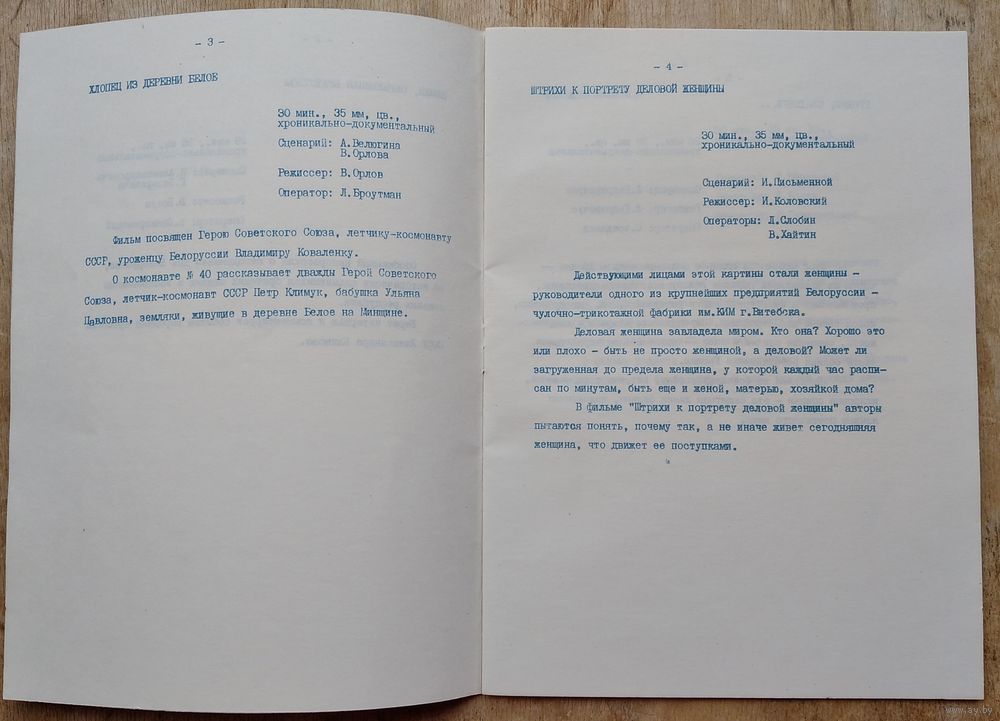 - 3 -
ХЛОПЕЦ ИЗ ДЕРЕВНИ БЕЛОЕ
30 мин., 35 мм, цв.,
хроникально-документальный
Сценарий: А.Велюгина
В.Орлова
Режиссер: В.Орлов
Оператор: Л.Броутман
Фильм посвящен Герою Советского Союза, летчику-космонавту
СССР, уроженцу Белоруссии Владимиру Коваленку.
О космонавте № 40 рассказывает дважды Герой Советского
Союза, летчик-космонавт СССР Петр Климук, бабушка Ульяна
Павловна, земляки, живущие в деревне Белое на Минщине.
- 4 -
ШТРИХИ К ПОРТРЕТУ ДЕЛОВОЙ ЖЕНЩИНЫ
30 мин., 35 мм, цв.,
хроникально-документальный
Сценарий: И.Письменной
Режиссер: И.Коловский
Операторы: Л.Слобин
В.Хайтин
Действующими лицами этой картины стали женщины -
руководители одного из крупнейших предприятий Белоруссии -
чулочно-трикотажной фабрики им.КИМ г.Витебска.
Деловая женщина завладела миром. Кто она? Хорошо это
или плохо - быть не просто женщиной, а деловой? Может ли
загруженная до предела женщина, у которой каждый час распи-
сан по минутам, быть еще и женой, матерью, хозяйкой дома?
В фильме "Штрихи к портрету деловой женщины" авторы
пытаются понять, почему так, а не иначе живет сегодняшняя
женщина, что движет ее поступками.
www.ay.by